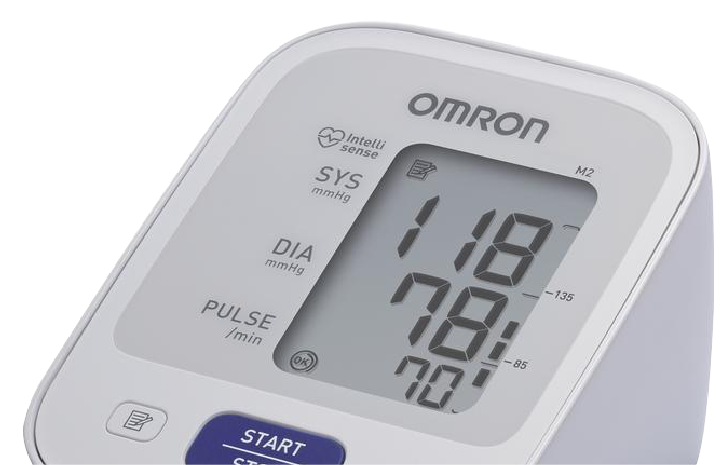 OMRON
Intelli
sense
M2
SYS
mmHg
118
135
DIA
mmHg
78
85
PULSE
/min
70
OK
START